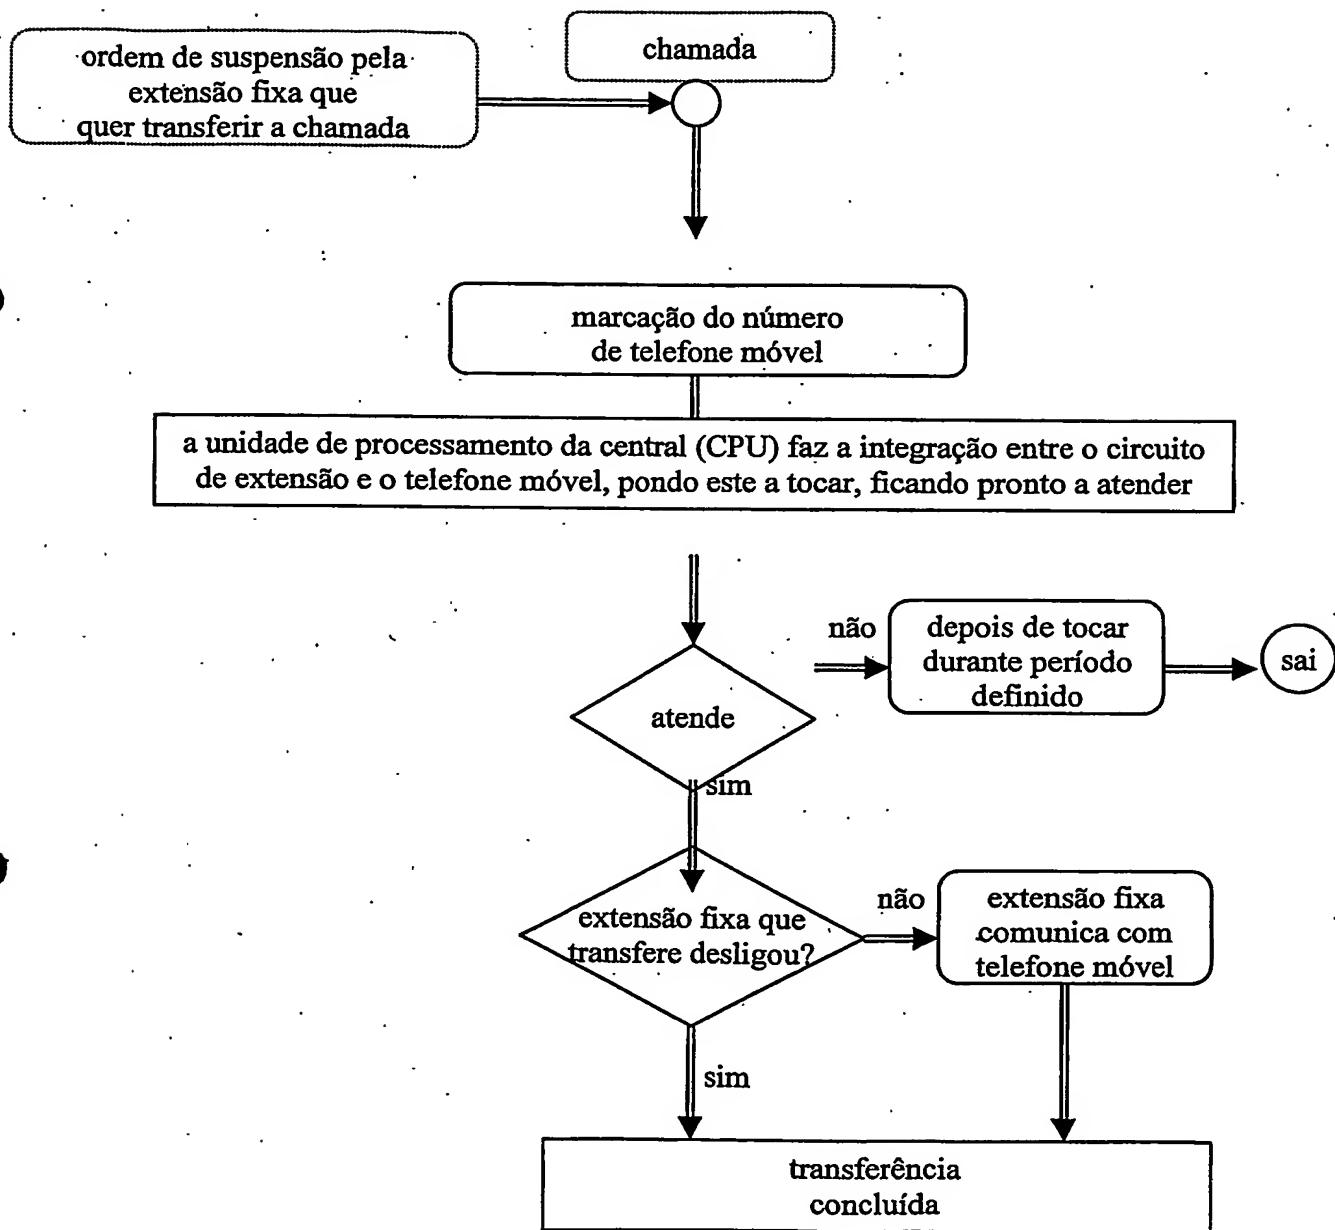 ordem de suspensão pela
extensão fixa que
quer transferir a chamada
chamada
marcação do número
de telefone móvel
a unidade de processamento da central (CPU) faz a integração entre o circuito
de extensão e o telefone móvel, pondo este a tocar, ficando pronto a atender
não
depois de tocar
durante período
definido
sai
atende
sim
extensão fixa que
transfere desligou?
não
extensão fixa
comunica com
telefone móvel
sim
transferência
concluída